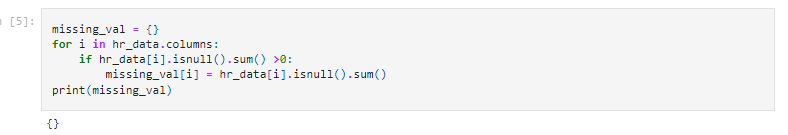 [5]:
missing_val = {}
for i in hr_data.columns:
    if hr_data[i].isnull().sum() >0:
        missing_val[i] = hr_data[i].isnull().sum()
print(missing_val)
{}